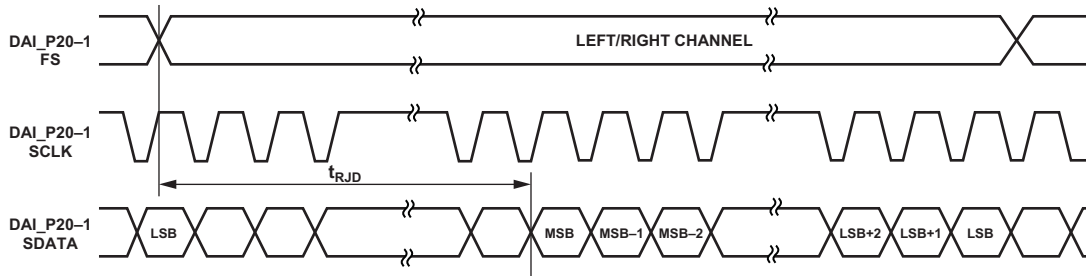 DAI_P20–1
FS
LEFT/RIGHT CHANNEL
DAI_P20–1
SCLK
tRJD
DAI_P20–1
SDATA
LSB
MSB
MSB–1
MSB–2
LSB+2
LSB+1
LSB